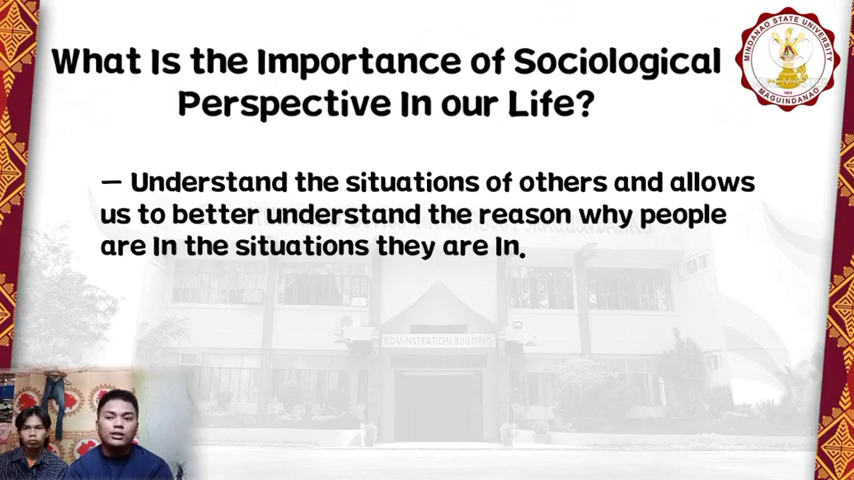 What Is the Importance of Sociological
Perspective In our Life?
MINDANAO STATE UNIVERSITY
MAGUINDANAO
— Understand the situations of others and allows
us to better understand the reason why people
are In the situations they are In.
ADMINSTRATION BUILDING